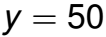 y = 50